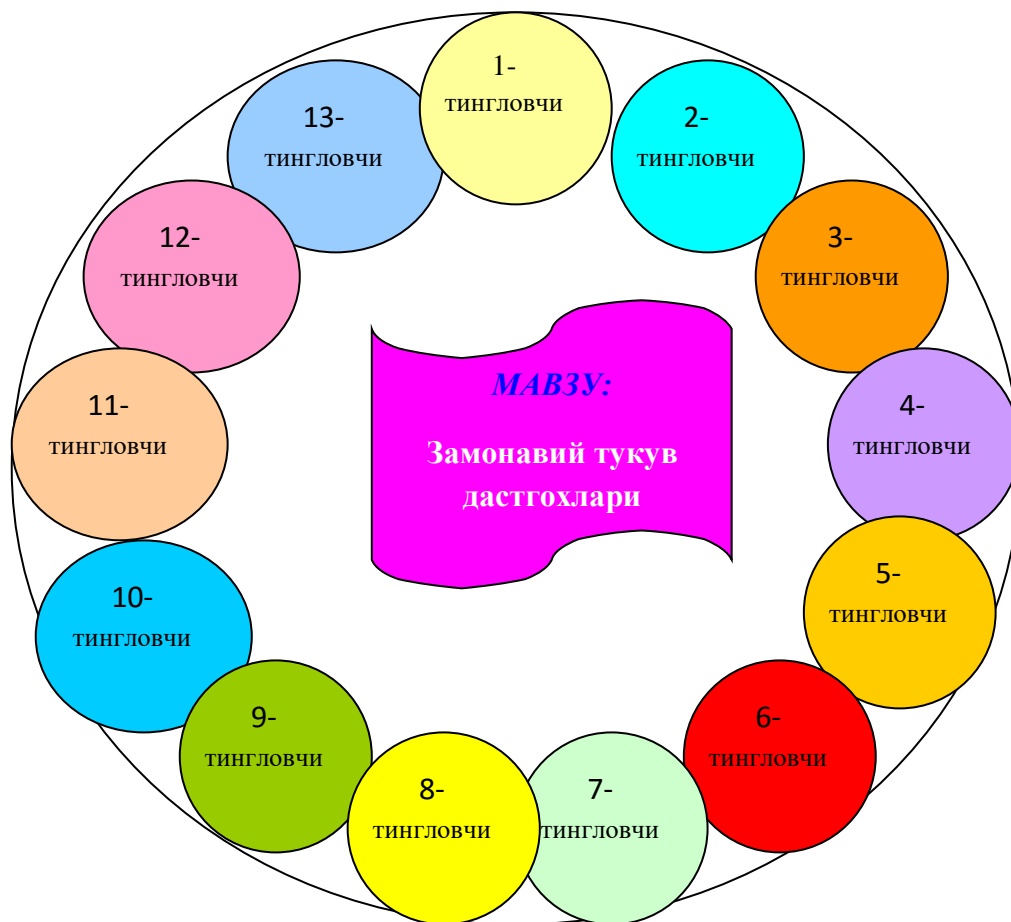 1-
тингловчи
2-
тингловчи
3-
тингловчи
4-
тингловчи
5-
тингловчи
6-
тингловчи
7-
тингловчи
8-
тингловчи
9-
тингловчи
10-
тингловчи
11-
тингловчи
12-
тингловчи
13-
тингловчи
МАВЗУ:
Замонавий тукув
дастгохлари